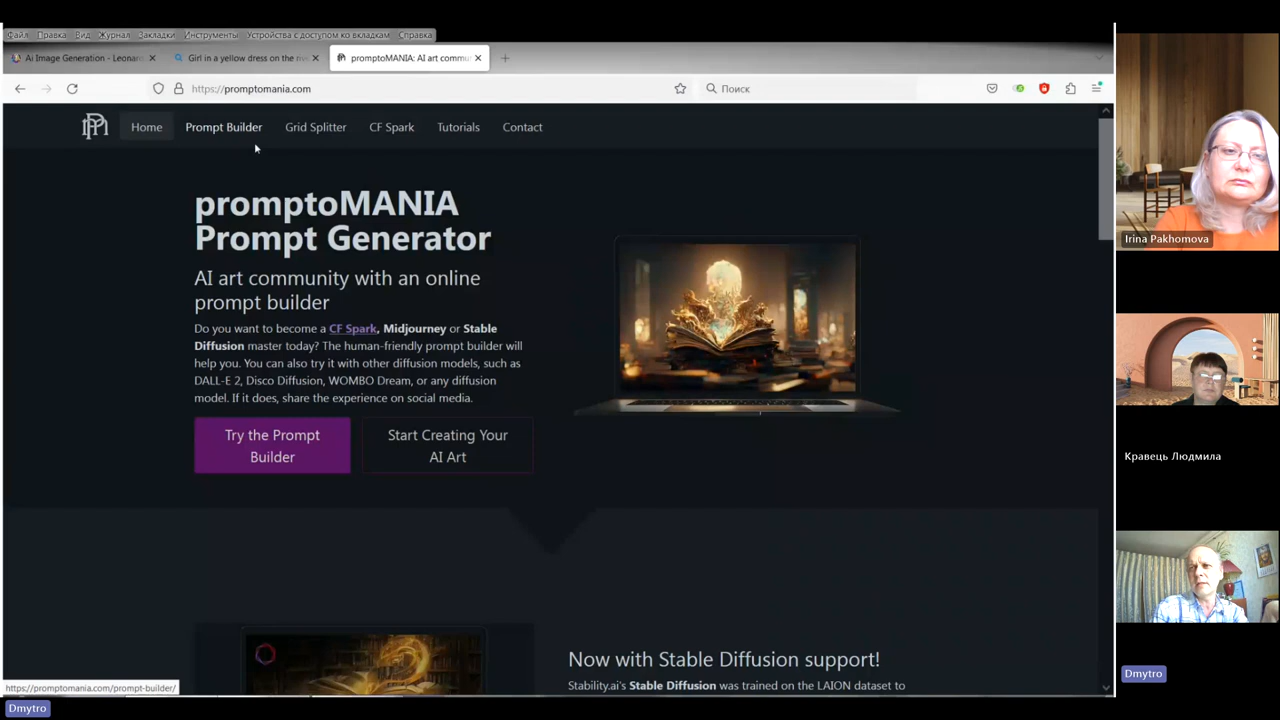 Файл Правка Вид Журнал Закладки Инструменты Устройства с доступом ко вкладкам Справка
Ai Image Generation - Leonar
Girl in a yellow dress on the riv
promptoMANIA: AI art commu
https://promptomania.com
Поиск
Home Prompt Builder Grid Splitter CF Spark Tutorials Contact
promptoMANIA
Prompt Generator
AI art community with an online
prompt builder
Do you want to become a CF Spark, Midjourney or Stable
Diffusion master today? The human-friendly prompt builder will
help you. You can also try it with other diffusion models, such as
DALL-E 2, Disco Diffusion, WOMBO Dream, or any diffusion
model. If it does, share the experience on social media.
Try the Prompt
Builder
Start Creating Your
AI Art
Now with Stable Diffusion support!
Stability.ai's Stable Diffusion was trained on the LAION dataset to
https://promptomania.com/prompt-builder/
Dmytro
Irina Pakhomova
Кравець Людмила
Dmytro